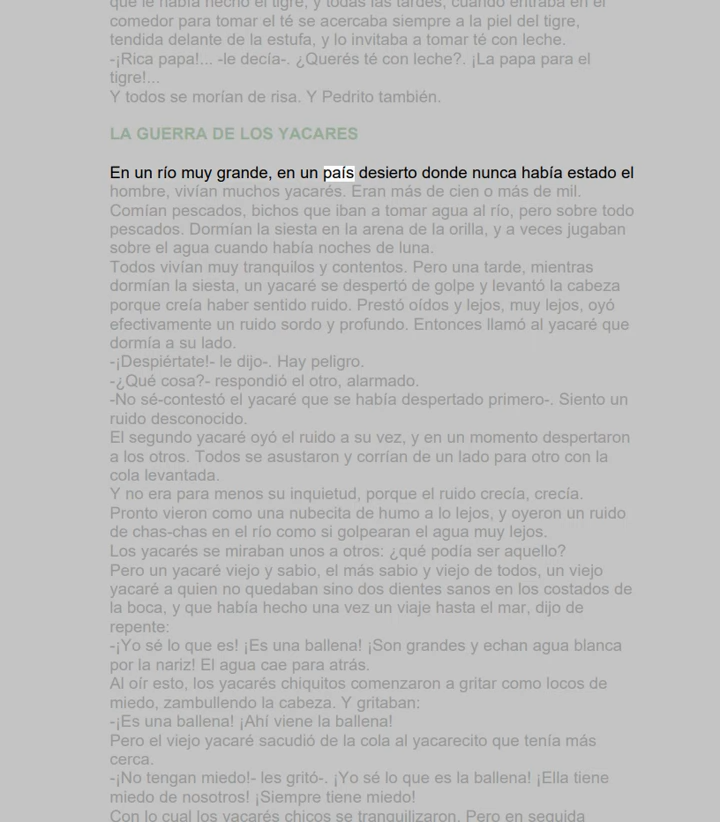 que le había hecho el tigre, y todas las tardes, cuando entraba en el
comedor para tomar el té se acercaba siempre a la piel del tigre,
tendida delante de la estufa, y lo invitaba a tomar té con leche.
-¡Rica papa!... -le decía-. ¿Querés té con leche?. ¡La papa para el
tigre!...
Y todos se morían de risa. Y Pedrito también.
LA GUERRA DE LOS YACARES
En un río muy grande, en un país desierto donde nunca había estado el
hombre, vivían muchos yacarés. Eran más de cien o más de mil.
Comían pescados, bichos que iban a tomar agua al río, pero sobre todo
pescados. Dormían la siesta en la arena de la orilla, y a veces jugaban
sobre el agua cuando había noches de luna.
Todos vivían muy tranquilos y contentos. Pero una tarde, mientras
dormían la siesta, un yacaré se despertó de golpe y levantó la cabeza
porque creía haber sentido ruido. Prestó oídos y lejos, muy lejos, oyó
efectivamente un ruido sordo y profundo. Entonces llamó al yacaré que
dormía a su lado.
-¡Despiértate!- le dijo-. Hay peligro.
-¿Qué cosa?- respondió el otro, alarmado.
-No sé-contestó el yacaré que se había despertado primero-. Siento un
ruido desconocido.
El segundo yacaré oyó el ruido a su vez, y en un momento despertaron
a los otros. Todos se asustaron y corrían de un lado para otro con la
cola levantada.
Y no era para menos su inquietud, porque el ruido crecía, crecía.
Pronto vieron como una nubecita de humo a lo lejos, y oyeron un ruido
de chas-chas en el río como si golpearan el agua muy lejos.
Los yacarés se miraban unos a otros: ¿qué podía ser aquello?
Pero un yacaré viejo y sabio, el más sabio y viejo de todos, un viejo
yacaré a quien no quedaban sino dos dientes sanos en los costados de
la boca, y que había hecho una vez un viaje hasta el mar, dijo de
repente:
-¡Yo sé lo que es! ¡Es una ballena! ¡Son grandes y echan agua blanca
por la nariz! El agua cae para atrás.
Al oír esto, los yacarés chiquitos comenzaron a gritar como locos de
miedo, zambullendo la cabeza. Y gritaban:
-¡Es una ballena! ¡Ahí viene la ballena!
Pero el viejo yacaré sacudió de la cola al yacarecito que tenía más
cerca.
-¡No tengan miedo!- les gritó-. ¡Yo sé lo que es la ballena! ¡Ella tiene
miedo de nosotros! ¡Siempre tiene miedo!
Con lo cual los yacarés chicos se tranquilizaron. Pero en seguida